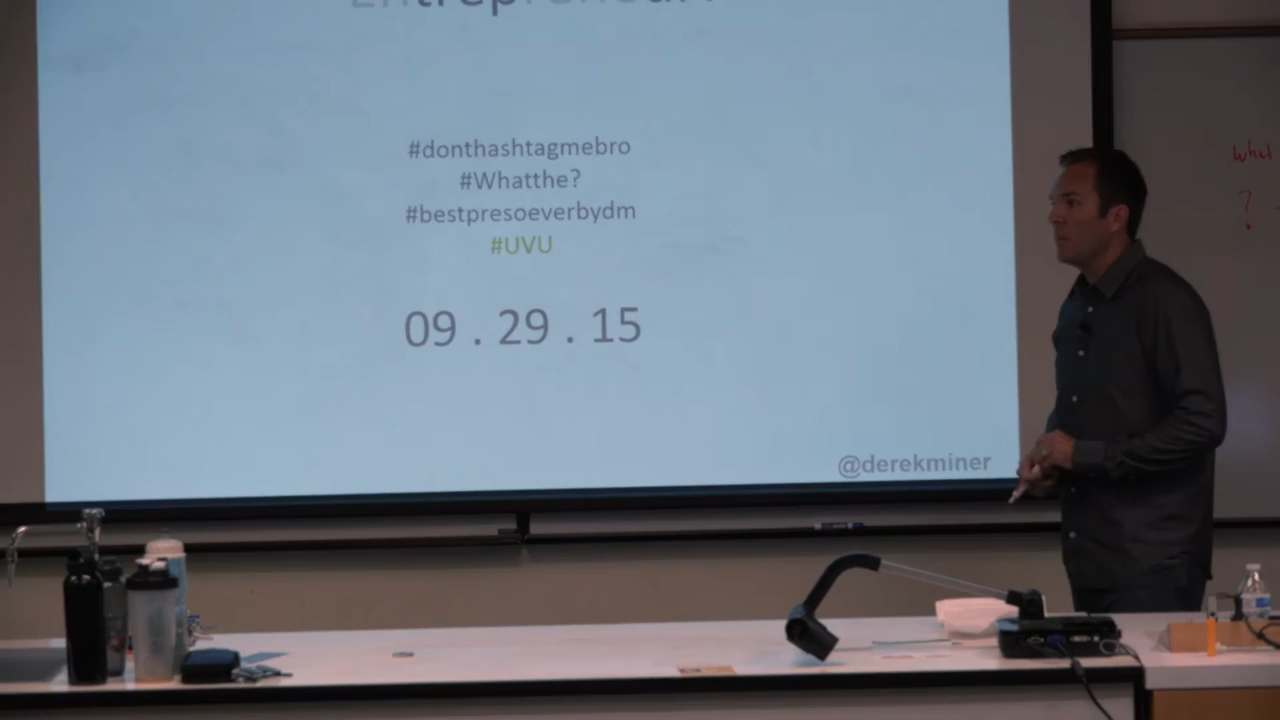 #donthashtagmebro
#Whatthe?
#bestpresoeverbydm
#UVU
09 . 29 . 15
@derekminer
?